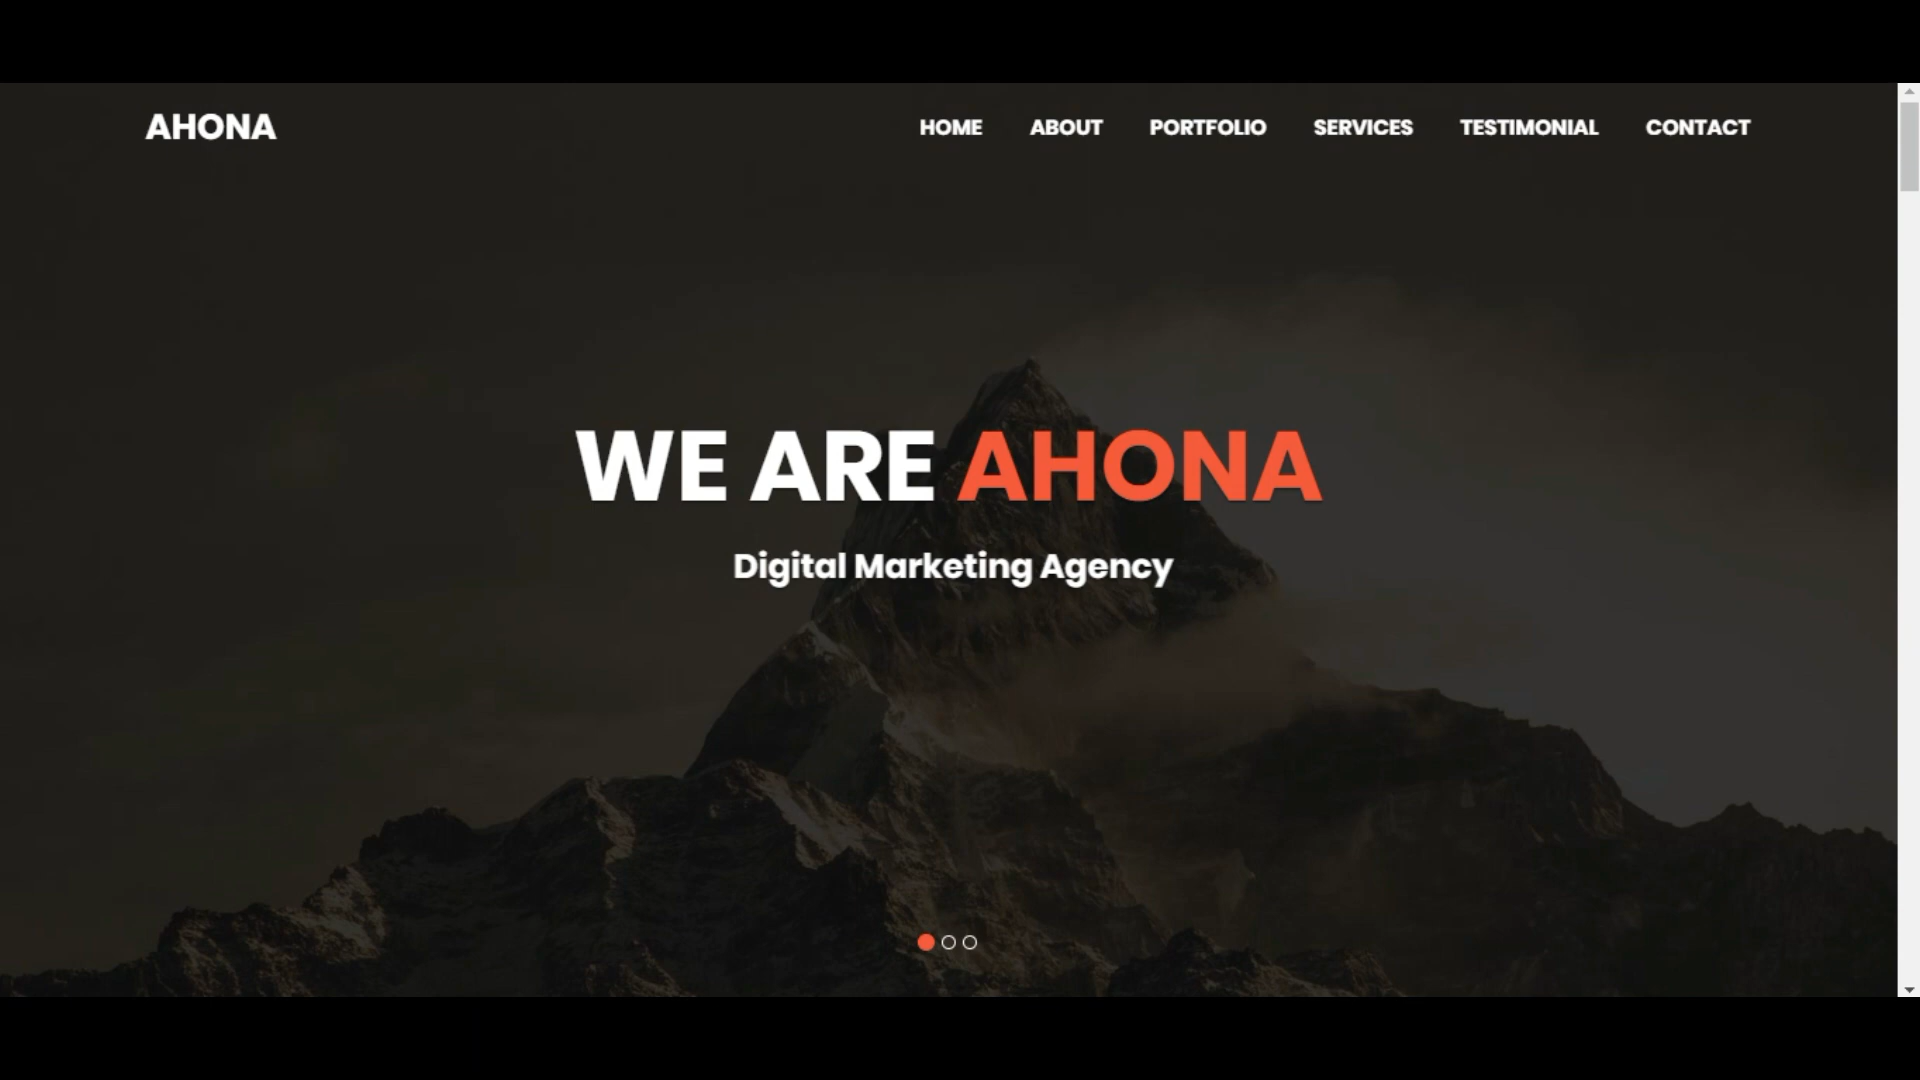 AHONA
HOME ABOUT PORTFOLIO SERVICES TESTIMONIAL CONTACT
WE ARE AHONA
Digital Marketing Agency